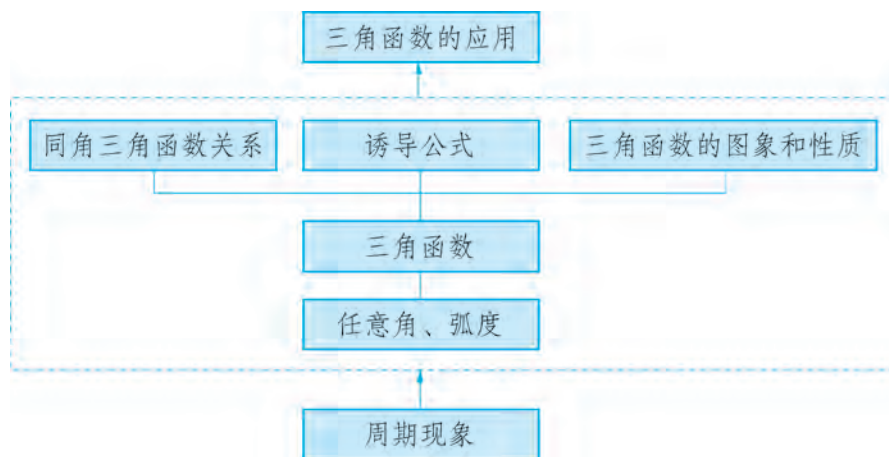 三角函数的应用
同角三角函数关系
诱导公式
三角函数的图象和性质
三角函数
任意角、弧度
周期现象